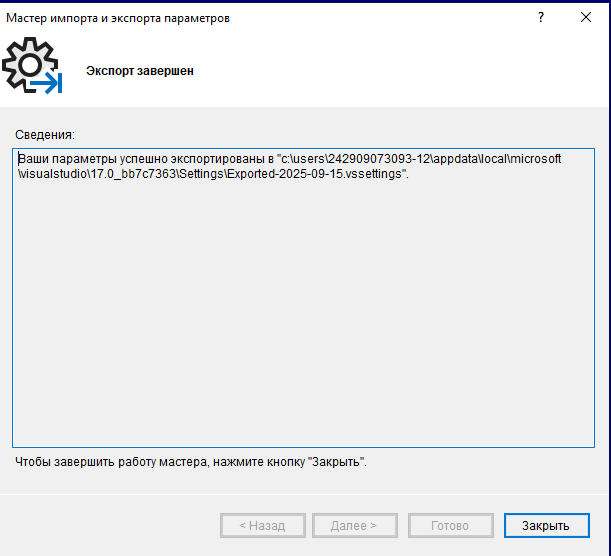 Мастер импорта и экспорта параметров
?
Экспорт завершен
Сведения:
Ваши параметры успешно экспортированы в "c:\users\242909073093-12\appdata\local\microsoft
\visualstudio\17.0_bb7c7363\Settings\Exported-2025-09-15.vssettings".
Чтобы завершить работу мастера, нажмите кнопку "Закрыть".
< Назад
Далее >
Готово
Закрыть